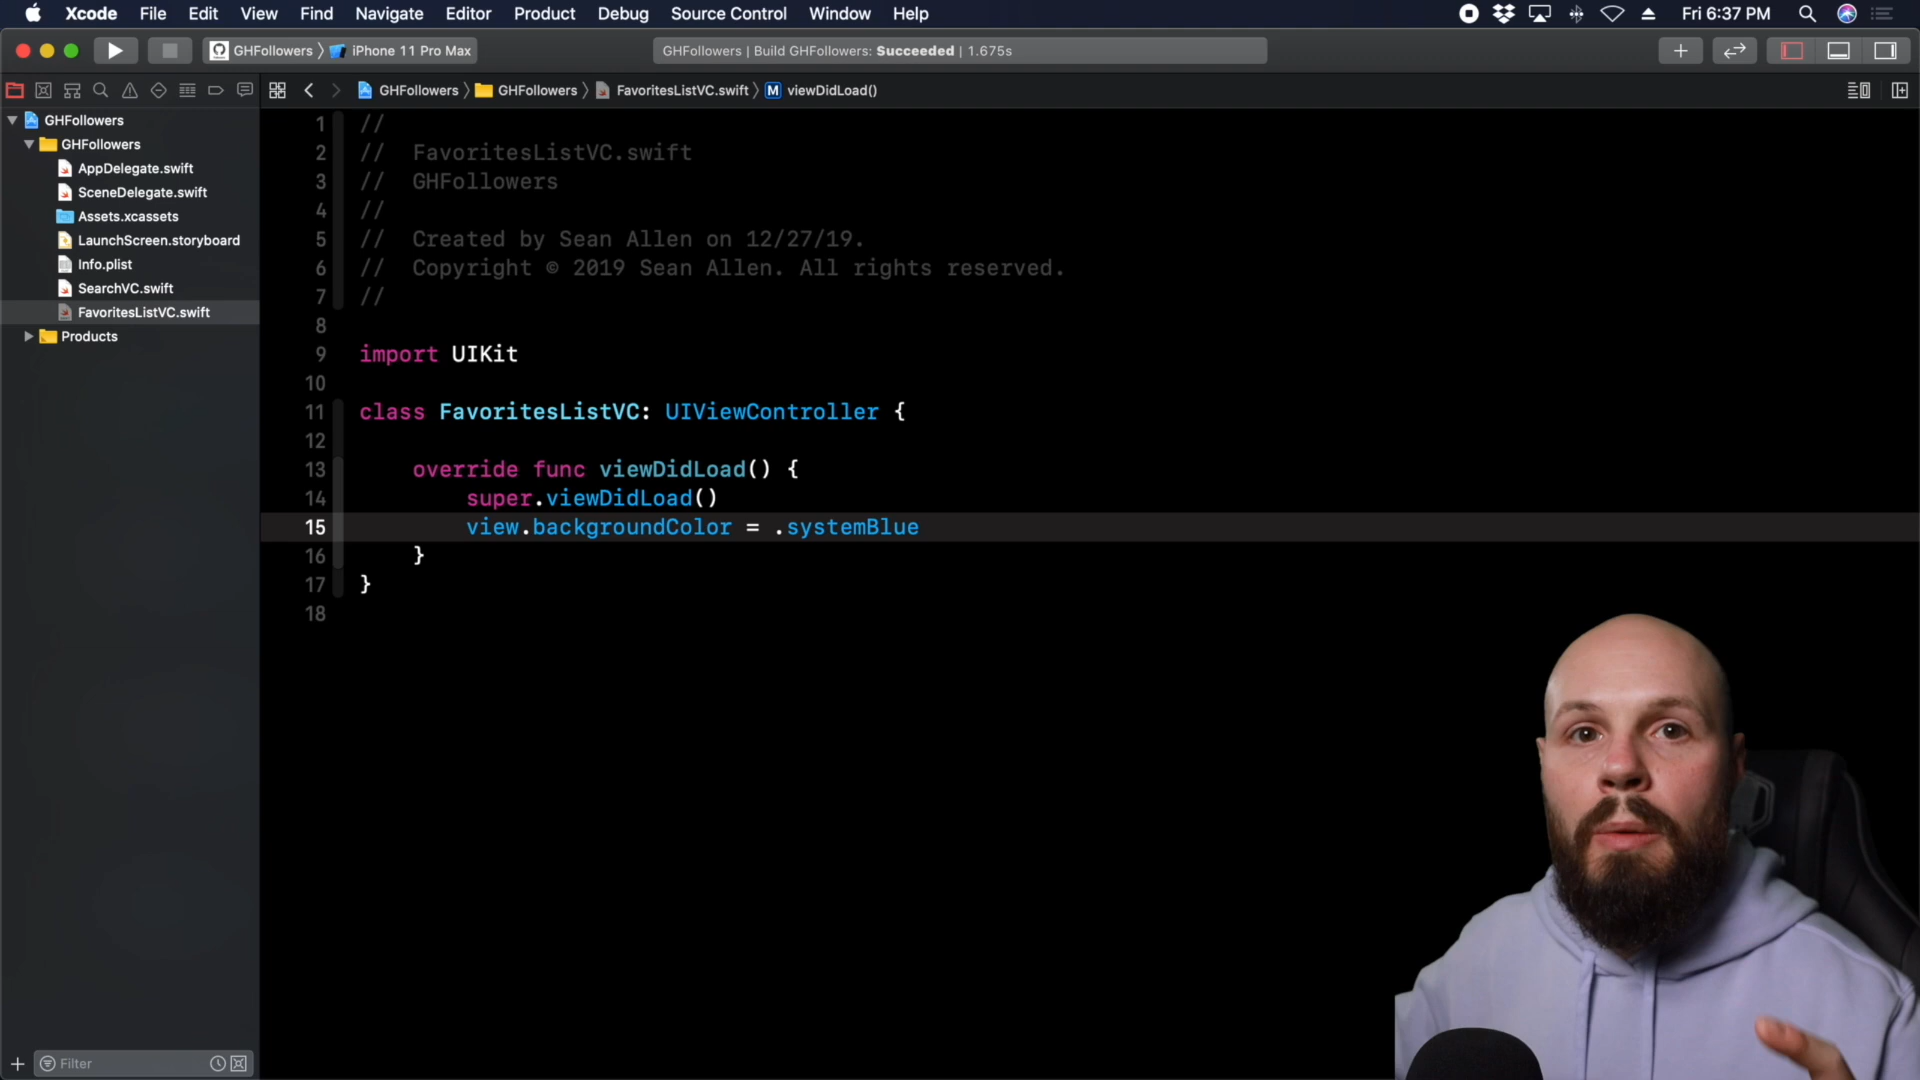 Xcode File Edit View Find Navigate Editor Product Debug Source Control Window Help Fri 6:37 PM
GHFollowers iPhone 11 Pro Max GHFollowers | Build GHFollowers: Succeeded | 1.675s
GHFollowers GHFollowers FavoritesListVC.swift M viewDidLoad()
GHFollowers
GHFollowers
AppDelegate.swift
SceneDelegate.swift
Assets.xcassets
LaunchScreen.storyboard
Info.plist
SearchVC.swift
FavoritesListVC.swift
Products
Filter
1 //
2 // FavoritesListVC.swift
3 // GHFollowers
4 //
5 // Created by Sean Allen on 12/27/19.
6 // Copyright © 2019 Sean Allen. All rights reserved.
7 //
8
9 import UIKit
10
11 class FavoritesListVC: UIViewController {
12
13 override func viewDidLoad() {
14 super.viewDidLoad()
15 view.backgroundColor = .systemBlue
16 }
17 }
18